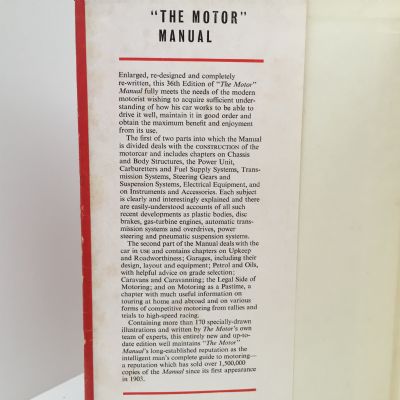 "THE MOTOR"
MANUAL
Enlarged, re-designed and completely
re-written, this 36th Edition of "The Motor"
Manual fully meets the needs of the modern
motorist wishing to acquire sufficient under-
standing of how his car works to be able to
drive it well, maintain it in good order and
obtain the maximum benefit and enjoyment
from its use.
The first of two parts into which the Manual
is divided deals with the CONSTRUCTION of the
motorcar and includes chapters on Chassis
and Body Structures, the Power Unit,
Carburetters and Fuel Supply Systems, Trans-
mission Systems, Steering Gears and
Suspension Systems, Electrical Equipment, and
on Instruments and Accessories. Each subject
is clearly and interestingly explained and there
are easily-understood accounts of all such
recent developments as plastic bodies, disc
brakes, gas-turbine engines, automatic trans-
mission systems and overdrives, power
steering and pneumatic suspension systems.
The second part of the Manual deals with the
car IN USE and contains chapters on Upkeep
and Roadworthiness; Garages, including their
design, layout and equipment; Petrol and Oils,
with helpful advice on grade selection;
Caravans and Caravanning; the Legal Side of
Motoring; and on Motoring as a Pastime, a
chapter with much useful information on
touring at home and abroad and on various
forms of competitive motoring from rallies and
trials to high-speed racing.
Containing more than 170 specially-drawn
illustrations and written by The Motor's own
team of experts, this entirely new and up-to-
date edition well maintains "The Motor"
Manual's long-established reputation as the
intelligent man's complete guide to motoring—
a reputation which has sold over 1,500,000
copies of the Manual since its first appearance
in 1903.